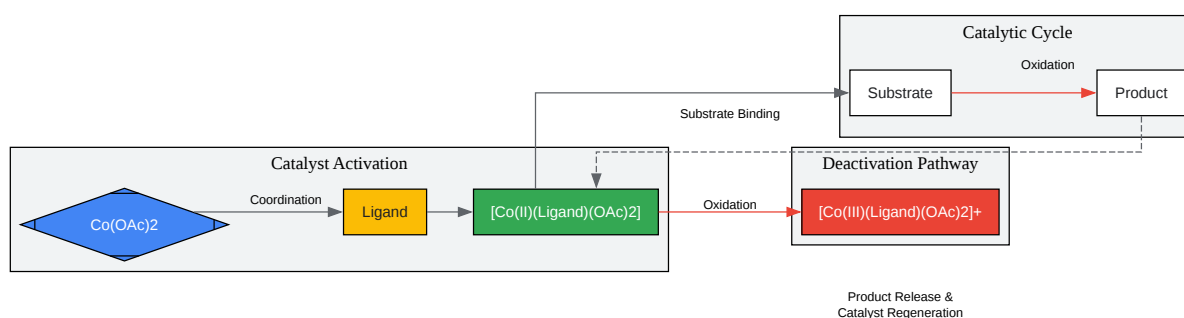 Catalytic Cycle
Oxidation
Substrate
Product
Substrate Binding
Catalyst Activation
Deactivation Pathway
Co(OAc)2
Coordination
Ligand
[Co(II)(Ligand)(OAc)2]
Oxidation
[Co(III)(Ligand)(OAc)2]+
Product Release &
Catalyst Regeneration